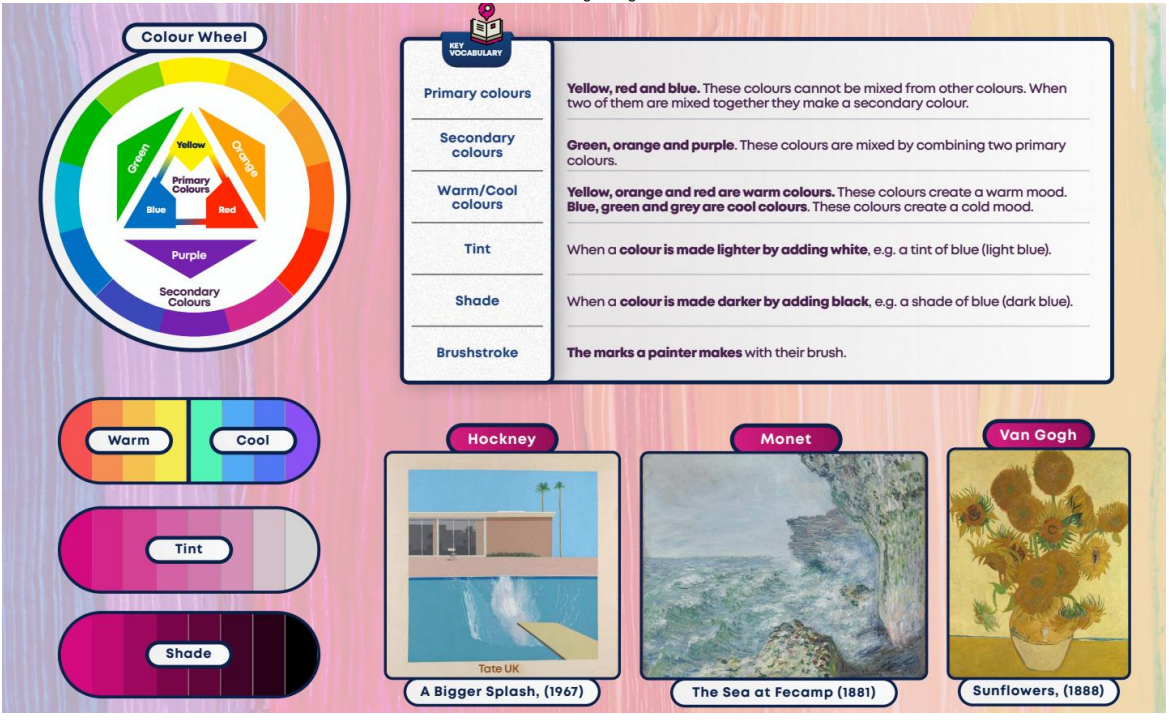 Colour Wheel
Yellow
Green
Orange
Primary
Colours
Blue
Red
Purple
Secondary
Colours
Warm
Cool
Tint
Shade
KEY
VOCABULARY
Primary colours
Yellow, red and blue. These colours cannot be mixed from other colours. When
two of them are mixed together they make a secondary colour.
Secondary
colours
Green, orange and purple. These colours are mixed by combining two primary
colours.
Warm/Cool
colours
Yellow, orange and red are warm colours. These colours create a warm mood.
Blue, green and grey are cool colours. These colours create a cold mood.
Tint
When a colour is made lighter by adding white, e.g. a tint of blue (light blue).
Shade
When a colour is made darker by adding black, e.g. a shade of blue (dark blue).
Brushstroke
The marks a painter makes with their brush.
Hockney
Tate UK
A Bigger Splash, (1967)
Monet
The Sea at Fecamp (1881)
Van Gogh
Sunflowers, (1888)